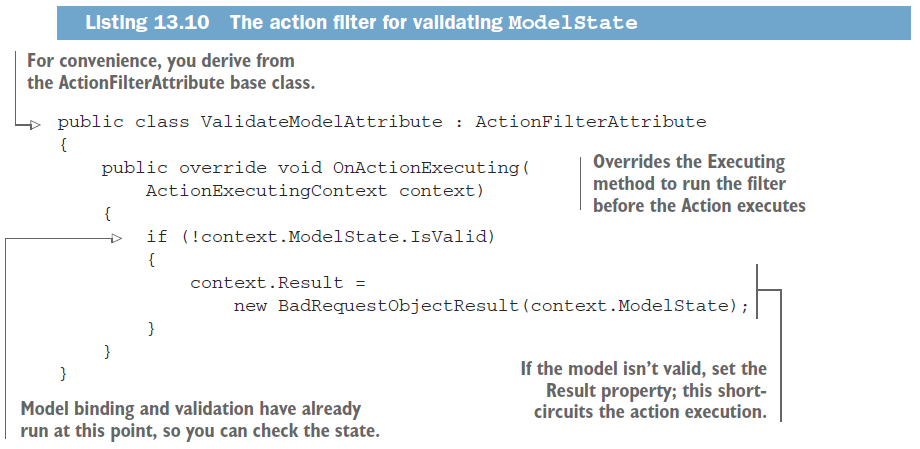 Listing 13.10 The action filter for validating ModelState
For convenience, you derive from
the ActionFilterAttribute base class.
public class ValidateModelAttribute : ActionFilterAttribute
{
public override void OnActionExecuting(
ActionExecutingContext context)
Overrides the Executing
method to run the filter
before the Action executes
{
if (!context.ModelState.IsValid)
{
context.Result =
new BadRequestObjectResult(context.ModelState);
}
}
}
If the model isn’t valid, set the
Result property; this short-
circuits the action execution.
Model binding and validation have already
run at this point, so you can check the state.